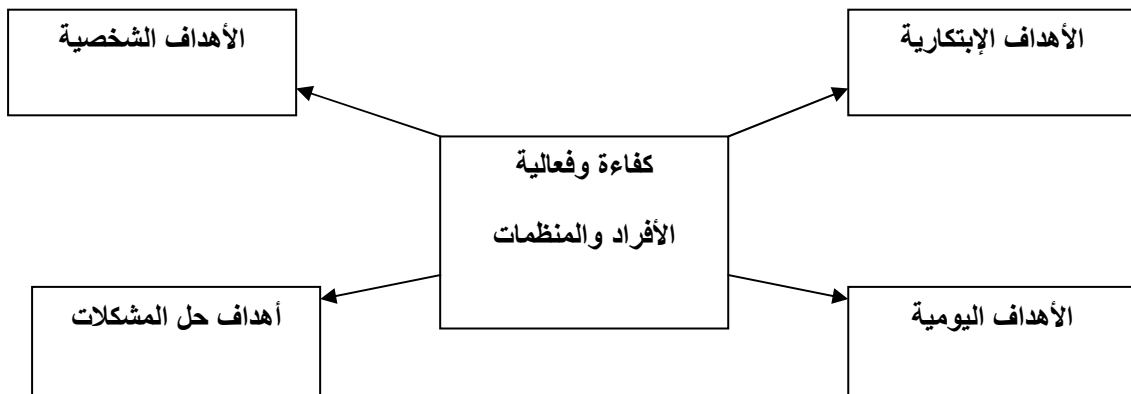 الأهداف الإبتكارية
الأهداف الشخصية
كفاءة وفعالية
الأفراد والمنظمات
الأهداف اليومية
أهداف حل المشكلات